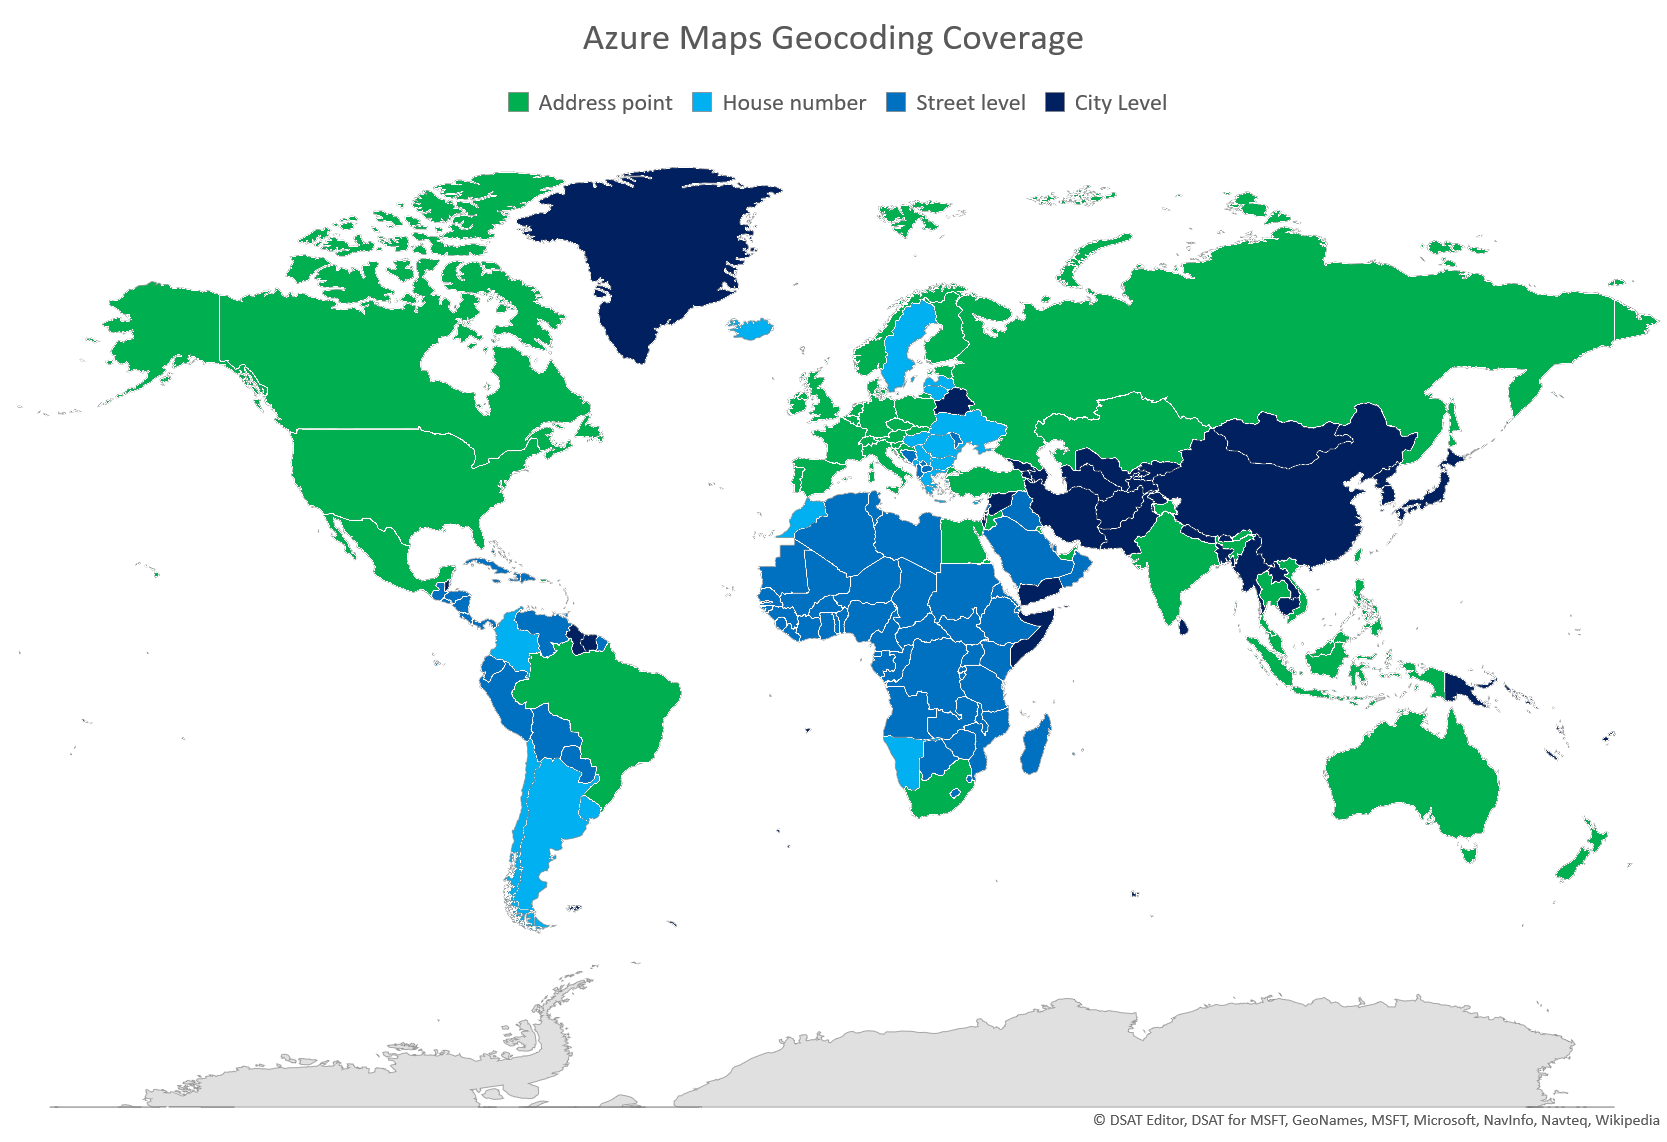 Azure Maps Geocoding Coverage
Address point House number Street level City Level
© DSAT Editor, DSAT for MSFT, GeoNames, MSFT, Microsoft, NavInfo, Navteq, Wikipedia